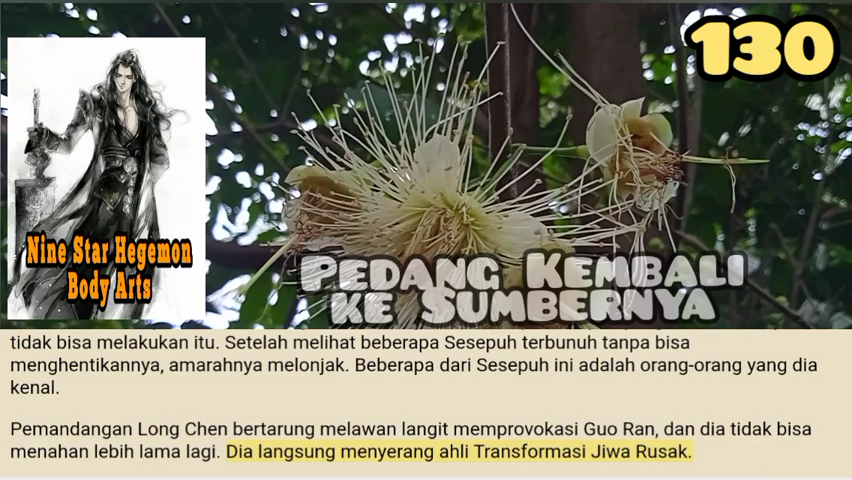 130
Nine Star Hegemon
Body Arts
PEDANG KEMBALI
KE SUMBERNYA
tidak bisa melakukan itu. Setelah melihat beberapa Sesepuh terbunuh tanpa bisa
menghentikannya, amarahnya melonjak. Beberapa dari Sesepuh ini adalah orang-orang yang dia
kenal.
Pemandangan Long Chen bertarung melawan langit memprovokasi Guo Ran, dan dia tidak bisa
menahan lebih lama lagi. Dia langsung menyerang ahli Transformasi Jiwa Rusak.